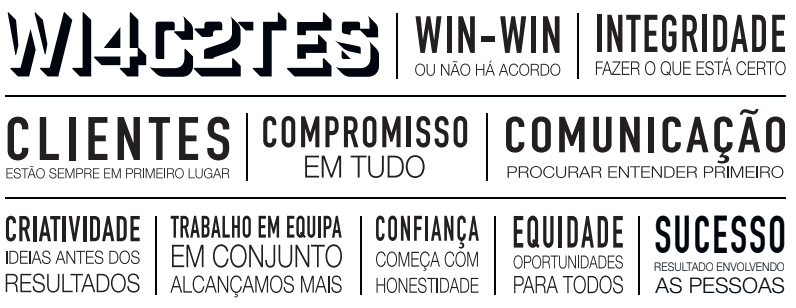 WI4C2TES
WIN-WIN
OU NÃO HÁ ACORDO
INTEGRIDADE
FAZER O QUE ESTÁ CERTO
CLIENTES
ESTÃO SEMPRE EM PRIMEIRO LUGAR
COMPROMISSO
EM TUDO
COMUNICAÇÃO
PROCURAR ENTENDER PRIMEIRO
CRIATIVIDADE
IDEIAS ANTES DOS
RESULTADOS
TRABALHO EM EQUIPA
EM CONJUNTO
ALCANÇAMOS MAIS
CONFIANÇA
COMEÇA COM
HONESTIDADE
EQUIDADE
OPORTUNIDADES
PARA TODOS
SUCESSO
RESULTADO ENVOLVENDO
AS PESSOAS